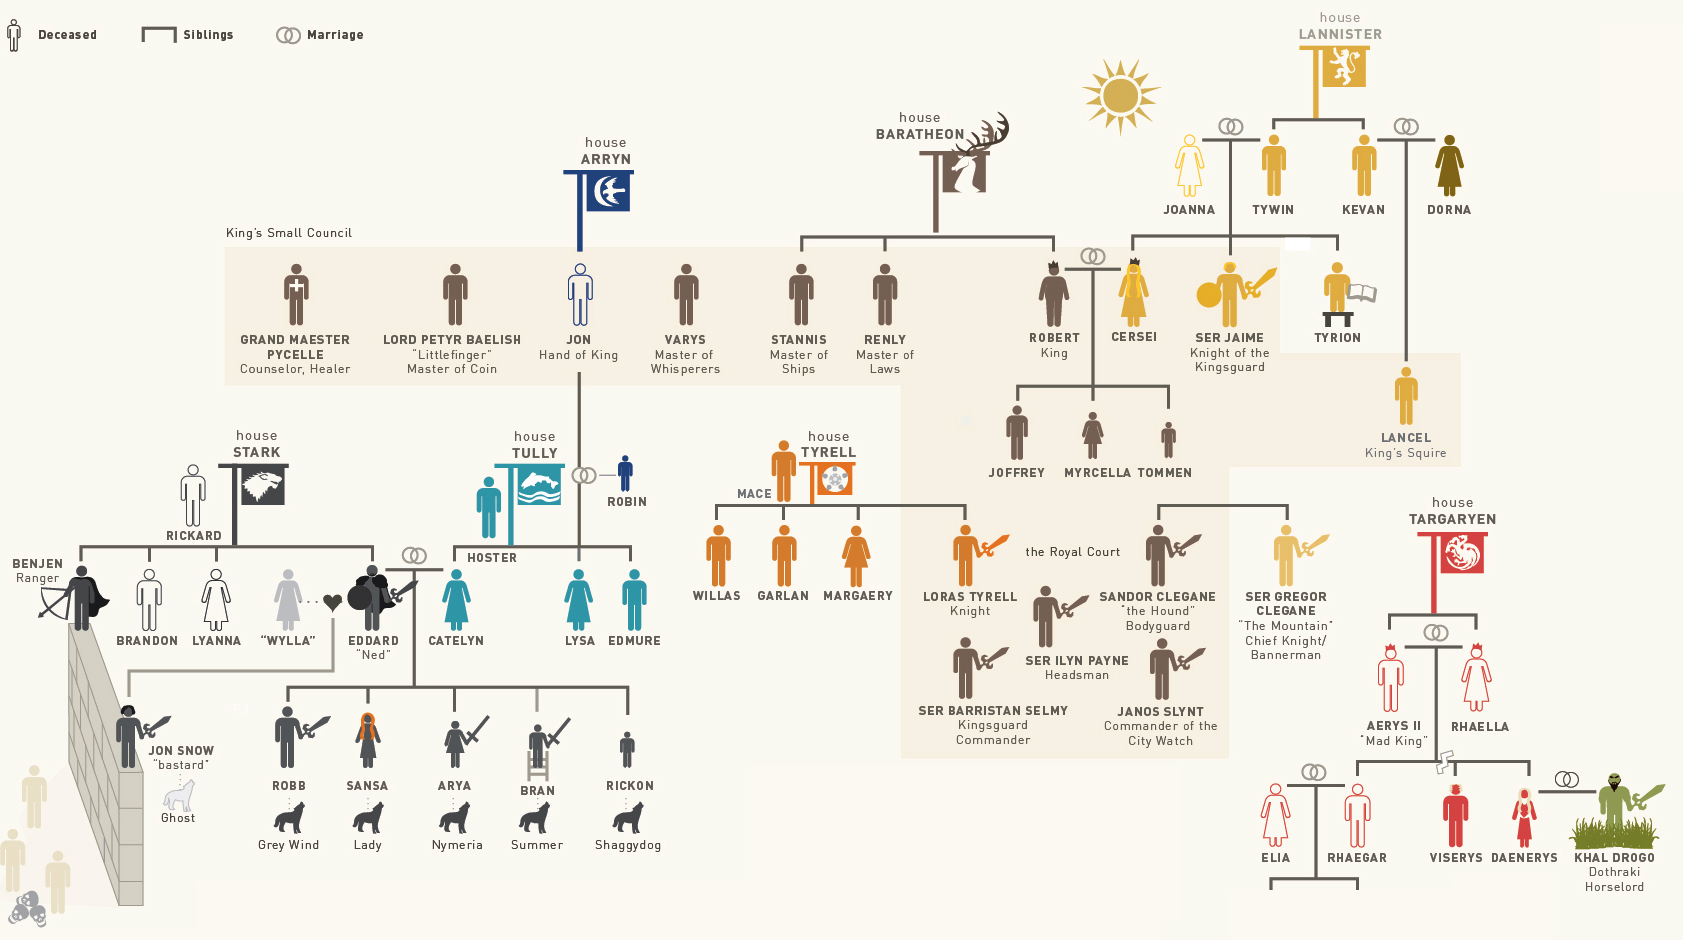 Deceased
Siblings
Marriage
house
LANNISTER
JOANNA
TYWIN
KEVAN
DORNA
house
BARATHEON
house
ARRYN
King's Small Council
GRAND MAESTER
PYCELLE
Counselor, Healer
LORD PETYR BAELISH
"Littlefinger"
Master of Coin
JON
Hand of King
VARYS
Master of
Whisperers
STANNIS
Master of
Ships
RENLY
Master of
Laws
ROBERT
King
CERSEI
SER JAIME
Knight of the
Kingsguard
TYRION
LANCEL
King's Squire
JOFFREY
MYRCELLA
TOMMEN
house
STARK
RICKARD
house
TULLY
HOSTER
ROBIN
house
TYRELL
MACE
BENJEN
Ranger
BRANDON
LYANNA
"WYLLA"
EDDARD
"Ned"
CATELYN
LYSA
EDMURE
WILLAS
GARLAN
MARGAERY
the Royal Court
LORAS TYRELL
Knight
SANDOR CLEGANE
"the Hound"
Bodyguard
SER GREGOR
CLEGANE
"The Mountain"
Chief Knight/
Bannerman
SER ILYN PAYNE
Headsman
SER BARRISTAN SELMY
Kingsguard
Commander
JANOS SLYNT
Commander of the
City Watch
house
TARGARYEN
AERYS II
"Mad King"
RHAELLA
JON SNOW
"bastard"
Ghost
ROBB
SANSA
ARYA
BRAN
RICKON
Grey Wind
Lady
Nymeria
Summer
Shaggydog
ELIA
RHAEGAR
VISERYS
DAENERYS
KHAL DROGO
Dothraki
Horselord